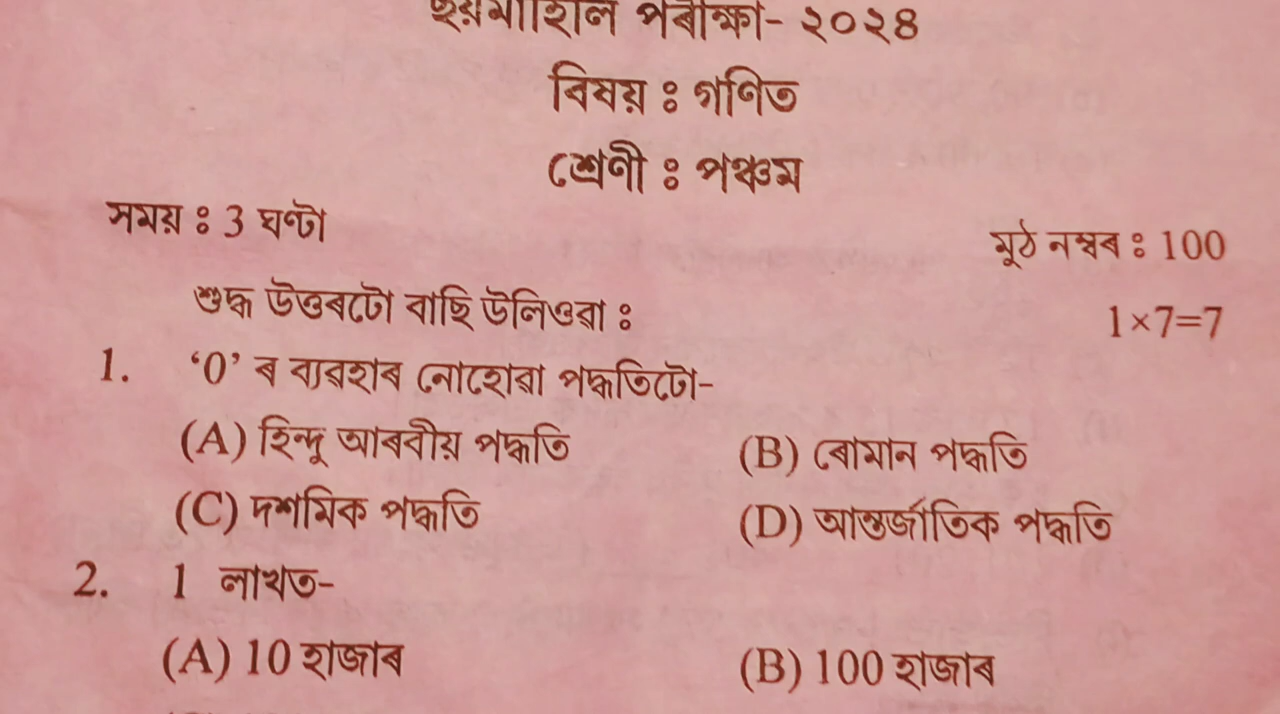 ছয়মাহিলি পৰীক্ষা- ২০২৪
বিষয় : গণিত
শ্ৰেণী : পঞ্চম
সময় : 3 ঘণ্টা
মুঠ নম্বৰ : 100
শুদ্ধ উত্তৰটো বাছি উলিওৱা :
1×7=7
1. ‘0’ ৰ ব্যৱহাৰ নোহোৱা পদ্ধতিটো-
(A) হিন্দু আৰবীয় পদ্ধতি (B) ৰোমান পদ্ধতি
(C) দশমিক পদ্ধতি (D) আন্তৰ্জাতিক পদ্ধতি
2. 1 লাখত-
(A) 10 হাজাৰ (B) 100 হাজাৰ